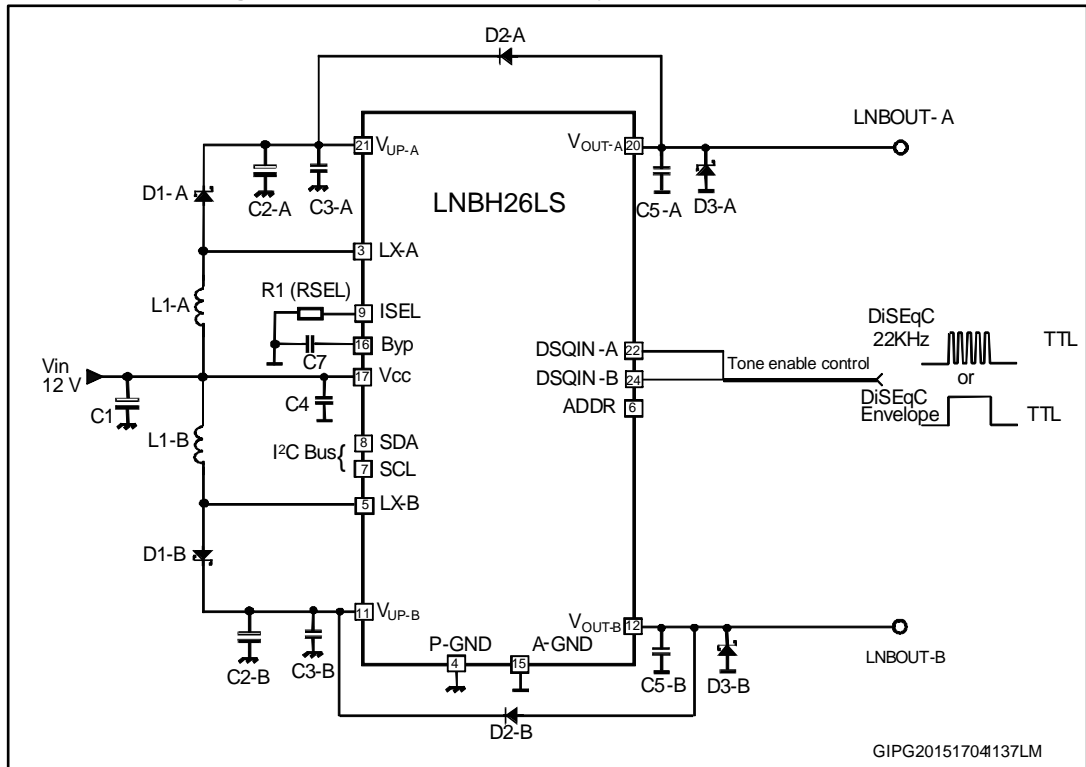 D2-A
LNBOUT- A
21 VUP-A
VOUT-A 20
LNBH26LS
D1-A
C2-A
C3-A
C5-A
D3-A
3 LX-A
L1-A
R1 (RSEL)
9 ISEL
DiSEqC
22KHz
TTL
16 Byp
C7
DSQIN -A 22
Tone enable control
Vin
12 V
17 Vcc
DSQIN -B 24
or
C1
C4
ADDR 6
DiSEqC
Envelope
TTL
L1-B
8 SDA
I²C Bus{
7 SCL
5 LX-B
D1-B
11 VUP-B
VOUT-B 12
P-GND
A-GND
4
15
C2-B
C3-B
C5-B
D3-B
LNBOUT-B
D2-B
GIPG201517041137LM